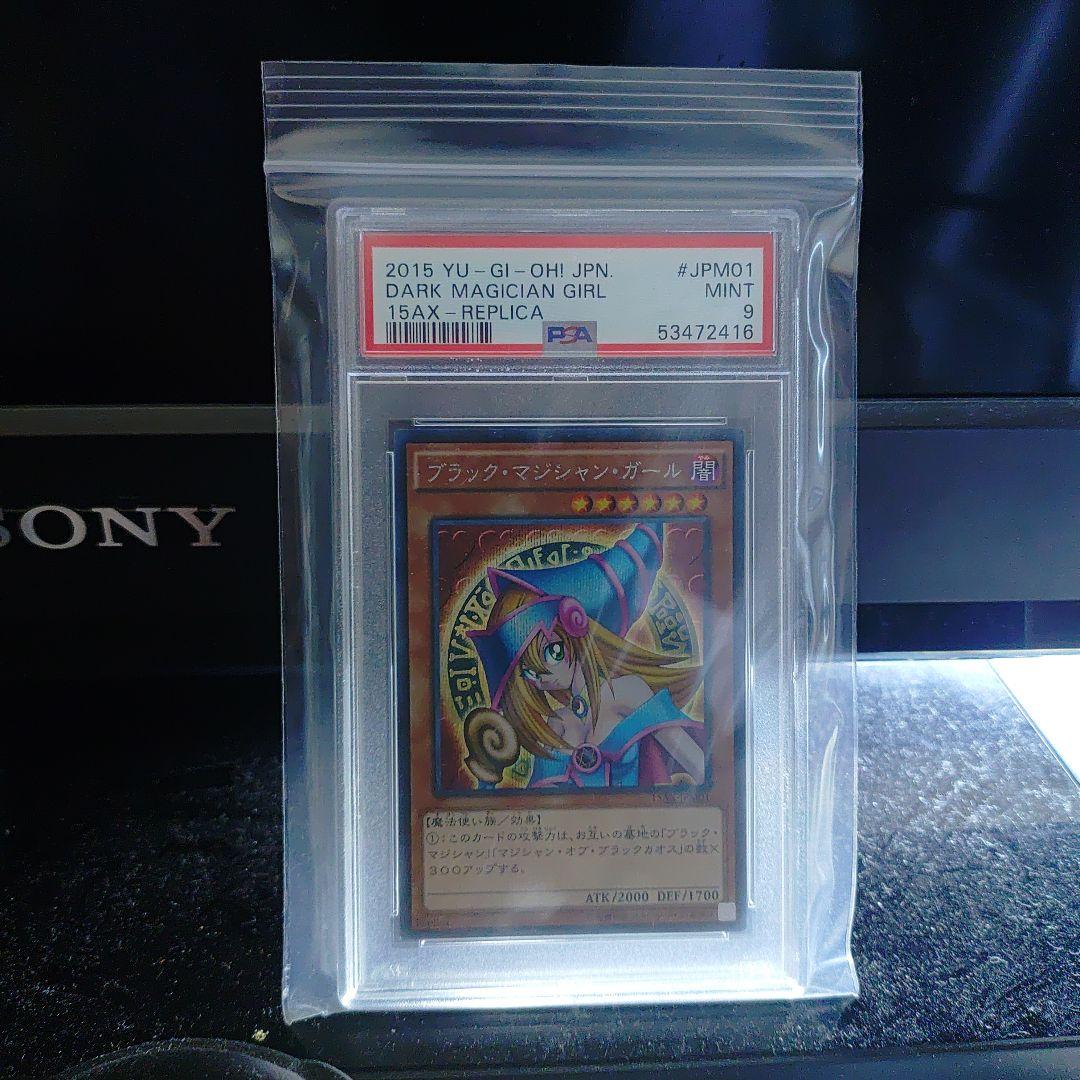 2015 YU-GI-OH! JPN. #JPM01
DARK MAGICIAN GIRL MINT
15AX-REPLICA 9
PSA 53472416
SONY
ブラック・マジシャン・ガール 闇
【魔法使い族／効果】
①:このカードの攻撃力は、お互いの墓地の「ブラック・
マジシャン」「マジシャン・オブ・ブラックカオス」の数×
300アップする。
ATK/2000 DEF/1700